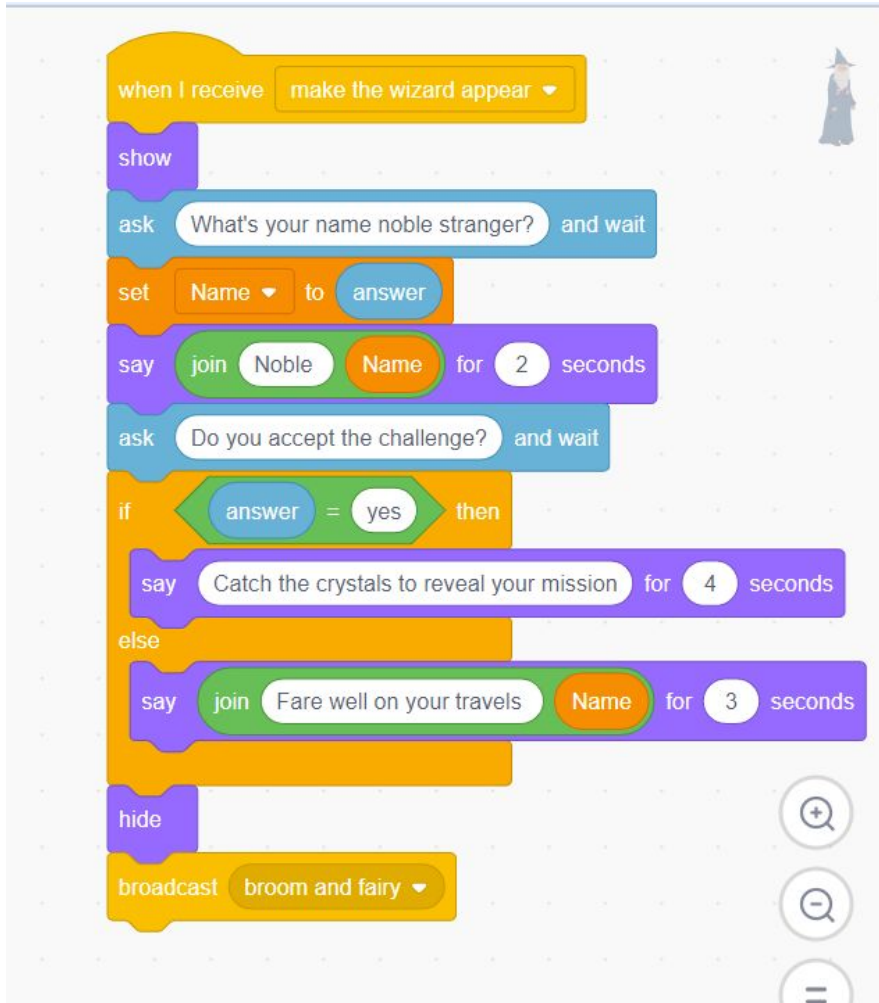 when I receive make the wizard appear
show
ask What's your name noble stranger? and wait
set Name to answer
say join Noble Name for 2 seconds
ask Do you accept the challenge? and wait
if answer = yes then
say Catch the crystals to reveal your mission for 4 seconds
else
say join Fare well on your travels Name for 3 seconds
hide
broadcast broom and fairy